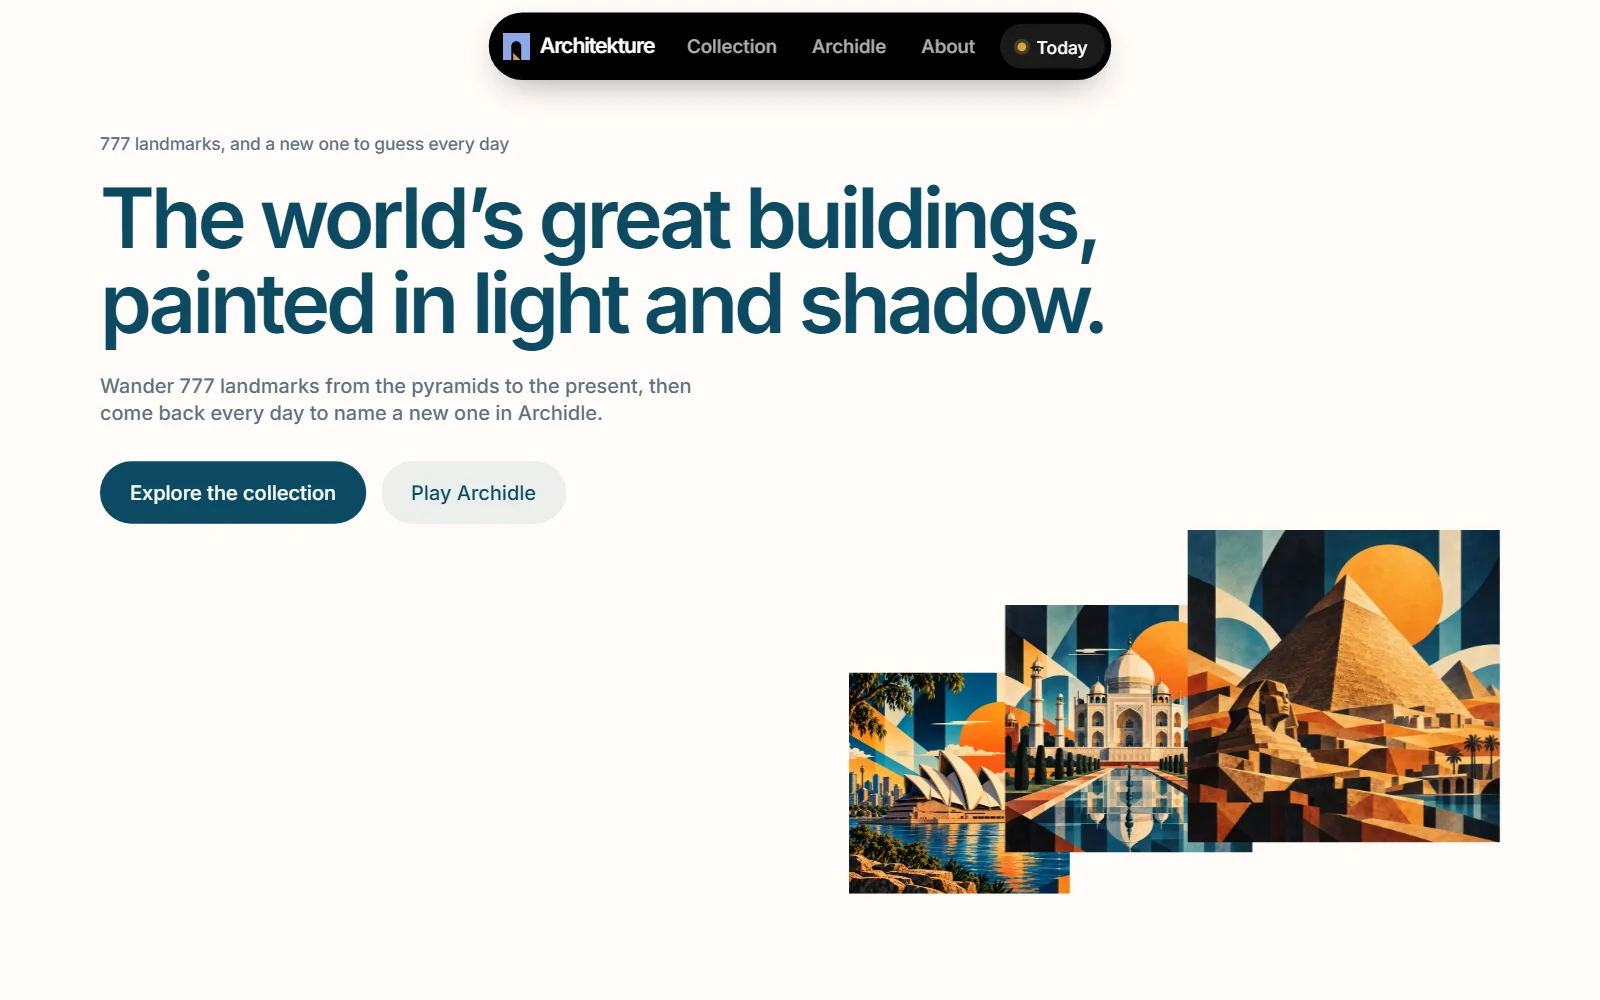 Architekture
Collection
Archidle
About
Today
777 landmarks, and a new one to guess every day
The world’s great buildings,
painted in light and shadow.
Wander 777 landmarks from the pyramids to the present, then
come back every day to name a new one in Archidle.
Explore the collection
Play Archidle